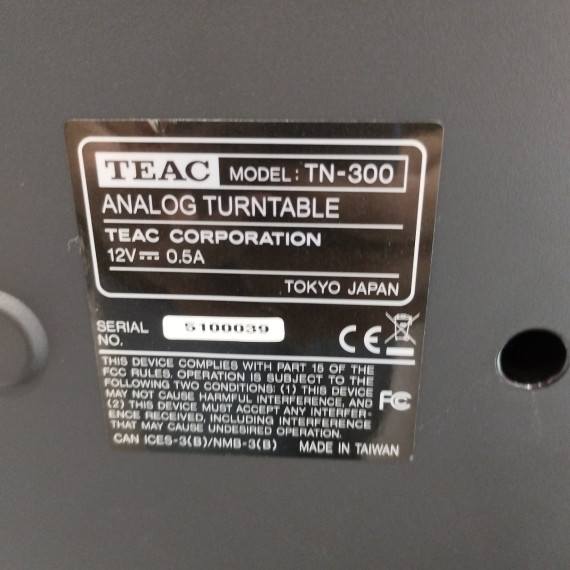 TEAC MODEL: TN-300
ANALOG TURNTABLE
TEAC CORPORATION
12V⎓ 0.5A
TOKYO JAPAN
SERIAL NO. 5100039
CE
THIS DEVICE COMPLIES WITH PART 15 OF THE
FCC RULES. OPERATION IS SUBJECT TO THE
FOLLOWING TWO CONDITIONS: (1) THIS DEVICE
MAY NOT CAUSE HARMFUL INTERFERENCE, AND
(2) THIS DEVICE MUST ACCEPT ANY INTERFER-
ENCE RECEIVED, INCLUDING INTERFERENCE
THAT MAY CAUSE UNDESIRED OPERATION.
FC
CAN ICES-3(B)/NMB-3(B) MADE IN TAIWAN